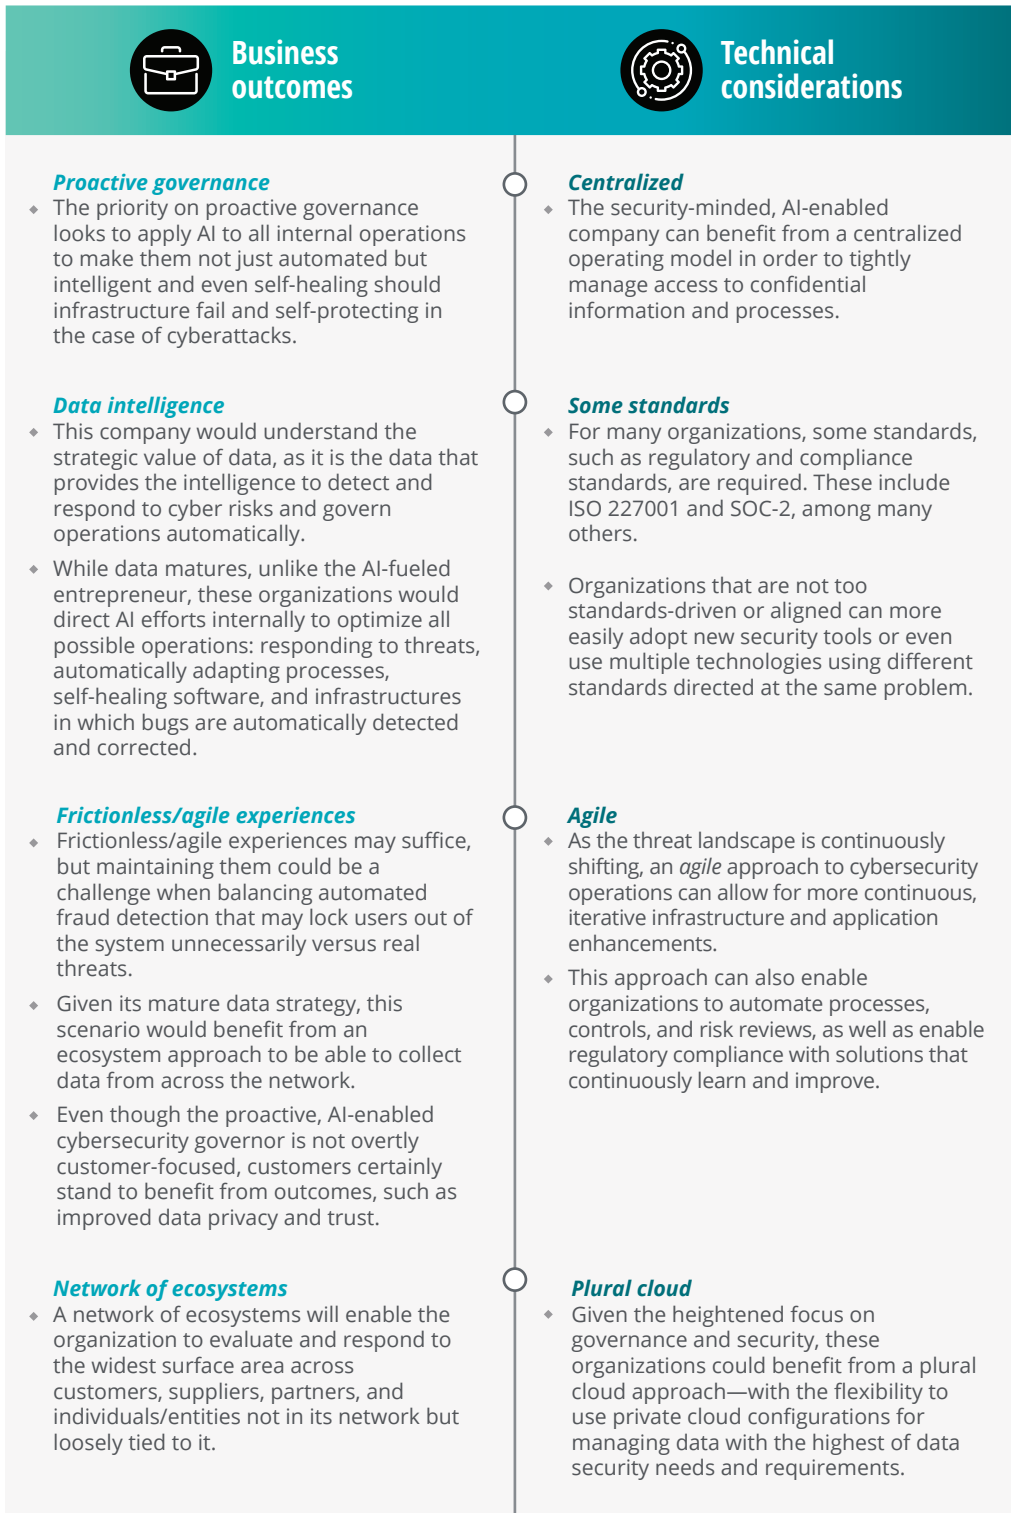 Business
outcomes
Technical
considerations
Proactive governance
The priority on proactive governance
looks to apply AI to all internal operations
to make them not just automated but
intelligent and even self-healing should
infrastructure fail and self-protecting in
the case of cyberattacks.
Centralized
The security-minded, AI-enabled
company can benefit from a centralized
operating model in order to tightly
manage access to confidential
information and processes.
Data intelligence
This company would understand the
strategic value of data, as it is the data that
provides the intelligence to detect and
respond to cyber risks and govern
operations automatically.
While data matures, unlike the AI-fueled
entrepreneur, these organizations would
direct AI efforts internally to optimize all
possible operations: responding to threats,
automatically adapting processes,
self-healing software, and infrastructures
in which bugs are automatically detected
and corrected.
Some standards
For many organizations, some standards,
such as regulatory and compliance
standards, are required. These include
ISO 227001 and SOC-2, among many
others.
Organizations that are not too
standards-driven or aligned can more
easily adopt new security tools or even
use multiple technologies using different
standards directed at the same problem.
Frictionless/agile experiences
Frictionless/agile experiences may suffice,
but maintaining them could be a
challenge when balancing automated
fraud detection that may lock users out of
the system unnecessarily versus real
threats.
Given its mature data strategy, this
scenario would benefit from an
ecosystem approach to be able to collect
data from across the network.
Even though the proactive, AI-enabled
cybersecurity governor is not overtly
customer-focused, customers certainly
stand to benefit from outcomes, such as
improved data privacy and trust.
Agile
As the threat landscape is continuously
shifting, an agile approach to cybersecurity
operations can allow for more continuous,
iterative infrastructure and application
enhancements.
This approach can also enable
organizations to automate processes,
controls, and risk reviews, as well as enable
regulatory compliance with solutions that
continuously learn and improve.
Network of ecosystems
A network of ecosystems will enable the
organization to evaluate and respond to
the widest surface area across
customers, suppliers, partners, and
individuals/entities not in its network but
loosely tied to it.
Plural cloud
Given the heightened focus on
governance and security, these
organizations could benefit from a plural
cloud approach—with the flexibility to
use private cloud configurations for
managing data with the highest of data
security needs and requirements.